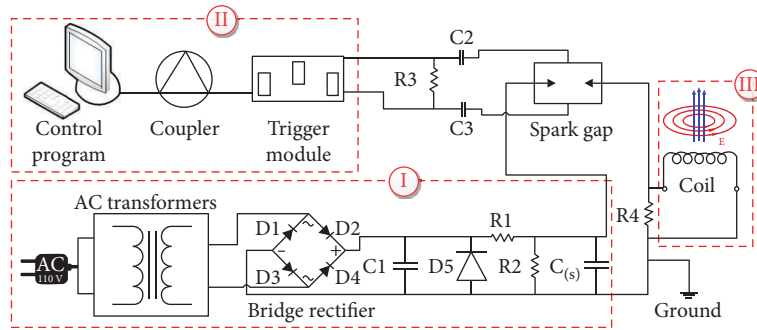 II
C2
III
R3
E
Control
program
Coupler
Trigger
module
C3
Spark gap
I
Coil
AC transformers
D1
D2
R1
R4
AC
110 V
~
-
+
~
D3
D4
C1
D5
R2
C(s)
Bridge rectifier
Ground